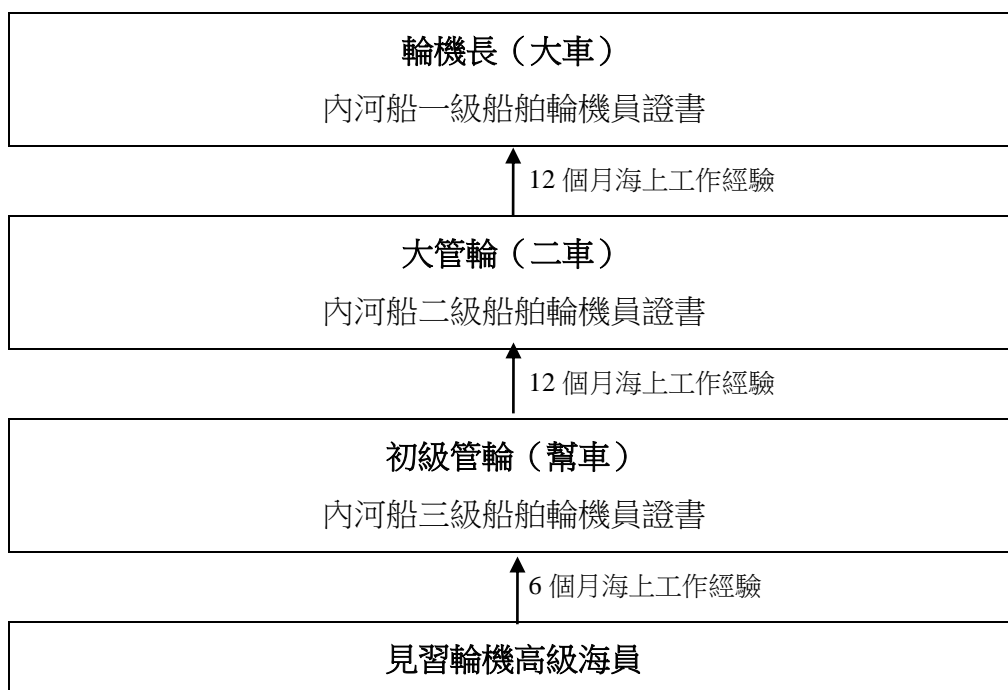 輪機長（大車）
內河船一級船舶輪機員證書
12 個月海上工作經驗
大管輪（二車）
內河船二級船舶輪機員證書
12 個月海上工作經驗
初級管輪（幫車）
內河船三級船舶輪機員證書
6 個月海上工作經驗
見習輪機高級海員